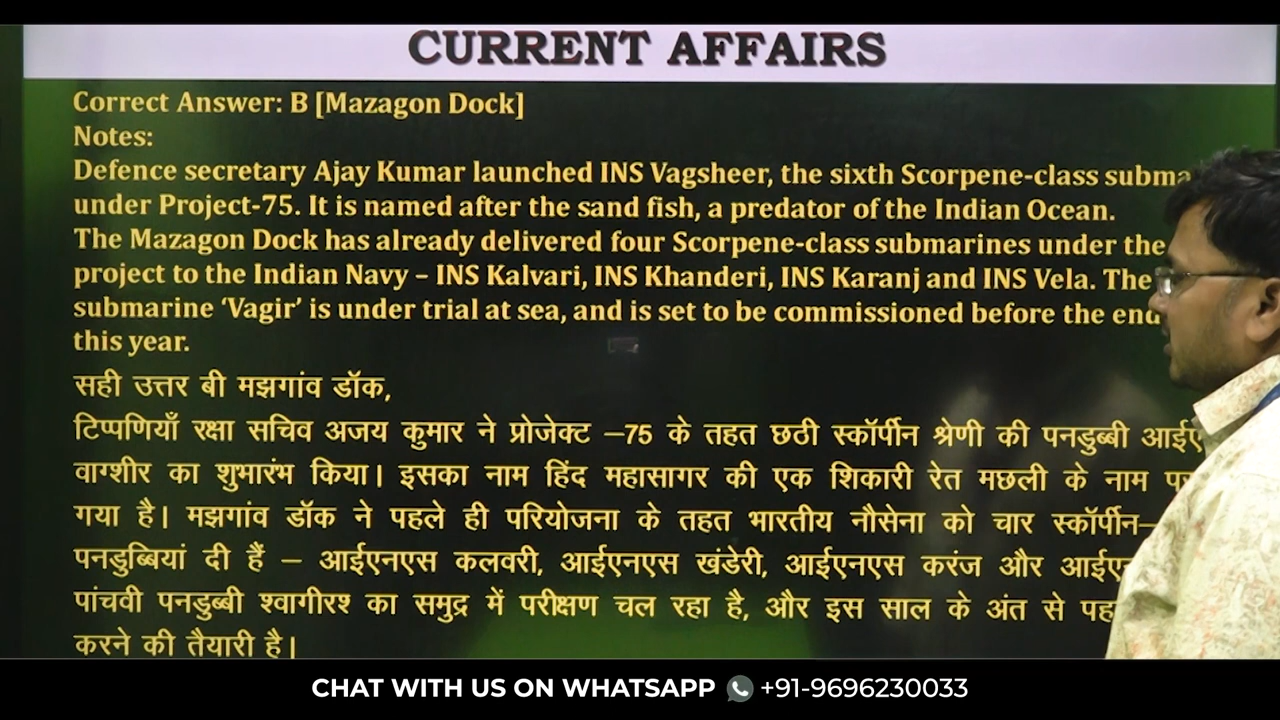 CURRENT AFFAIRS
Correct Answer: B [Mazagon Dock]
Notes:
Defence secretary Ajay Kumar launched INS Vagsheer, the sixth Scorpene-class subma
under Project-75. It is named after the sand fish, a predator of the Indian Ocean.
The Mazagon Dock has already delivered four Scorpene-class submarines under the
project to the Indian Navy – INS Kalvari, INS Khanderi, INS Karanj and INS Vela. The
submarine ‘Vagir’ is under trial at sea, and is set to be commissioned before the end
this year.
सही उत्तर बी मझगांव डॉक,
टिप्पणियाँ रक्षा सचिव अजय कुमार ने प्रोजेक्ट –75 के तहत छठी स्कॉर्पीन श्रेणी की पनडुब्बी आईए
वाग्शीर का शुभारंभ किया। इसका नाम हिंद महासागर की एक शिकारी रेत मछली के नाम
गया है। मझगांव डॉक ने पहले ही परियोजना के तहत भारतीय नौसेना को चार स्कॉर्पीन–
पनडुब्बियां दी हैं – आईएनएस कलवरी, आईएनएस खंडेरी, आईएनएस करंज और आईए
पांचवी पनडुब्बी श्वागीरश का समुद्र में परीक्षण चल रहा है, और इस साल के अंत से पह
करने की तैयारी है।
CHAT WITH US ON WHATSAPP +91-9696230033